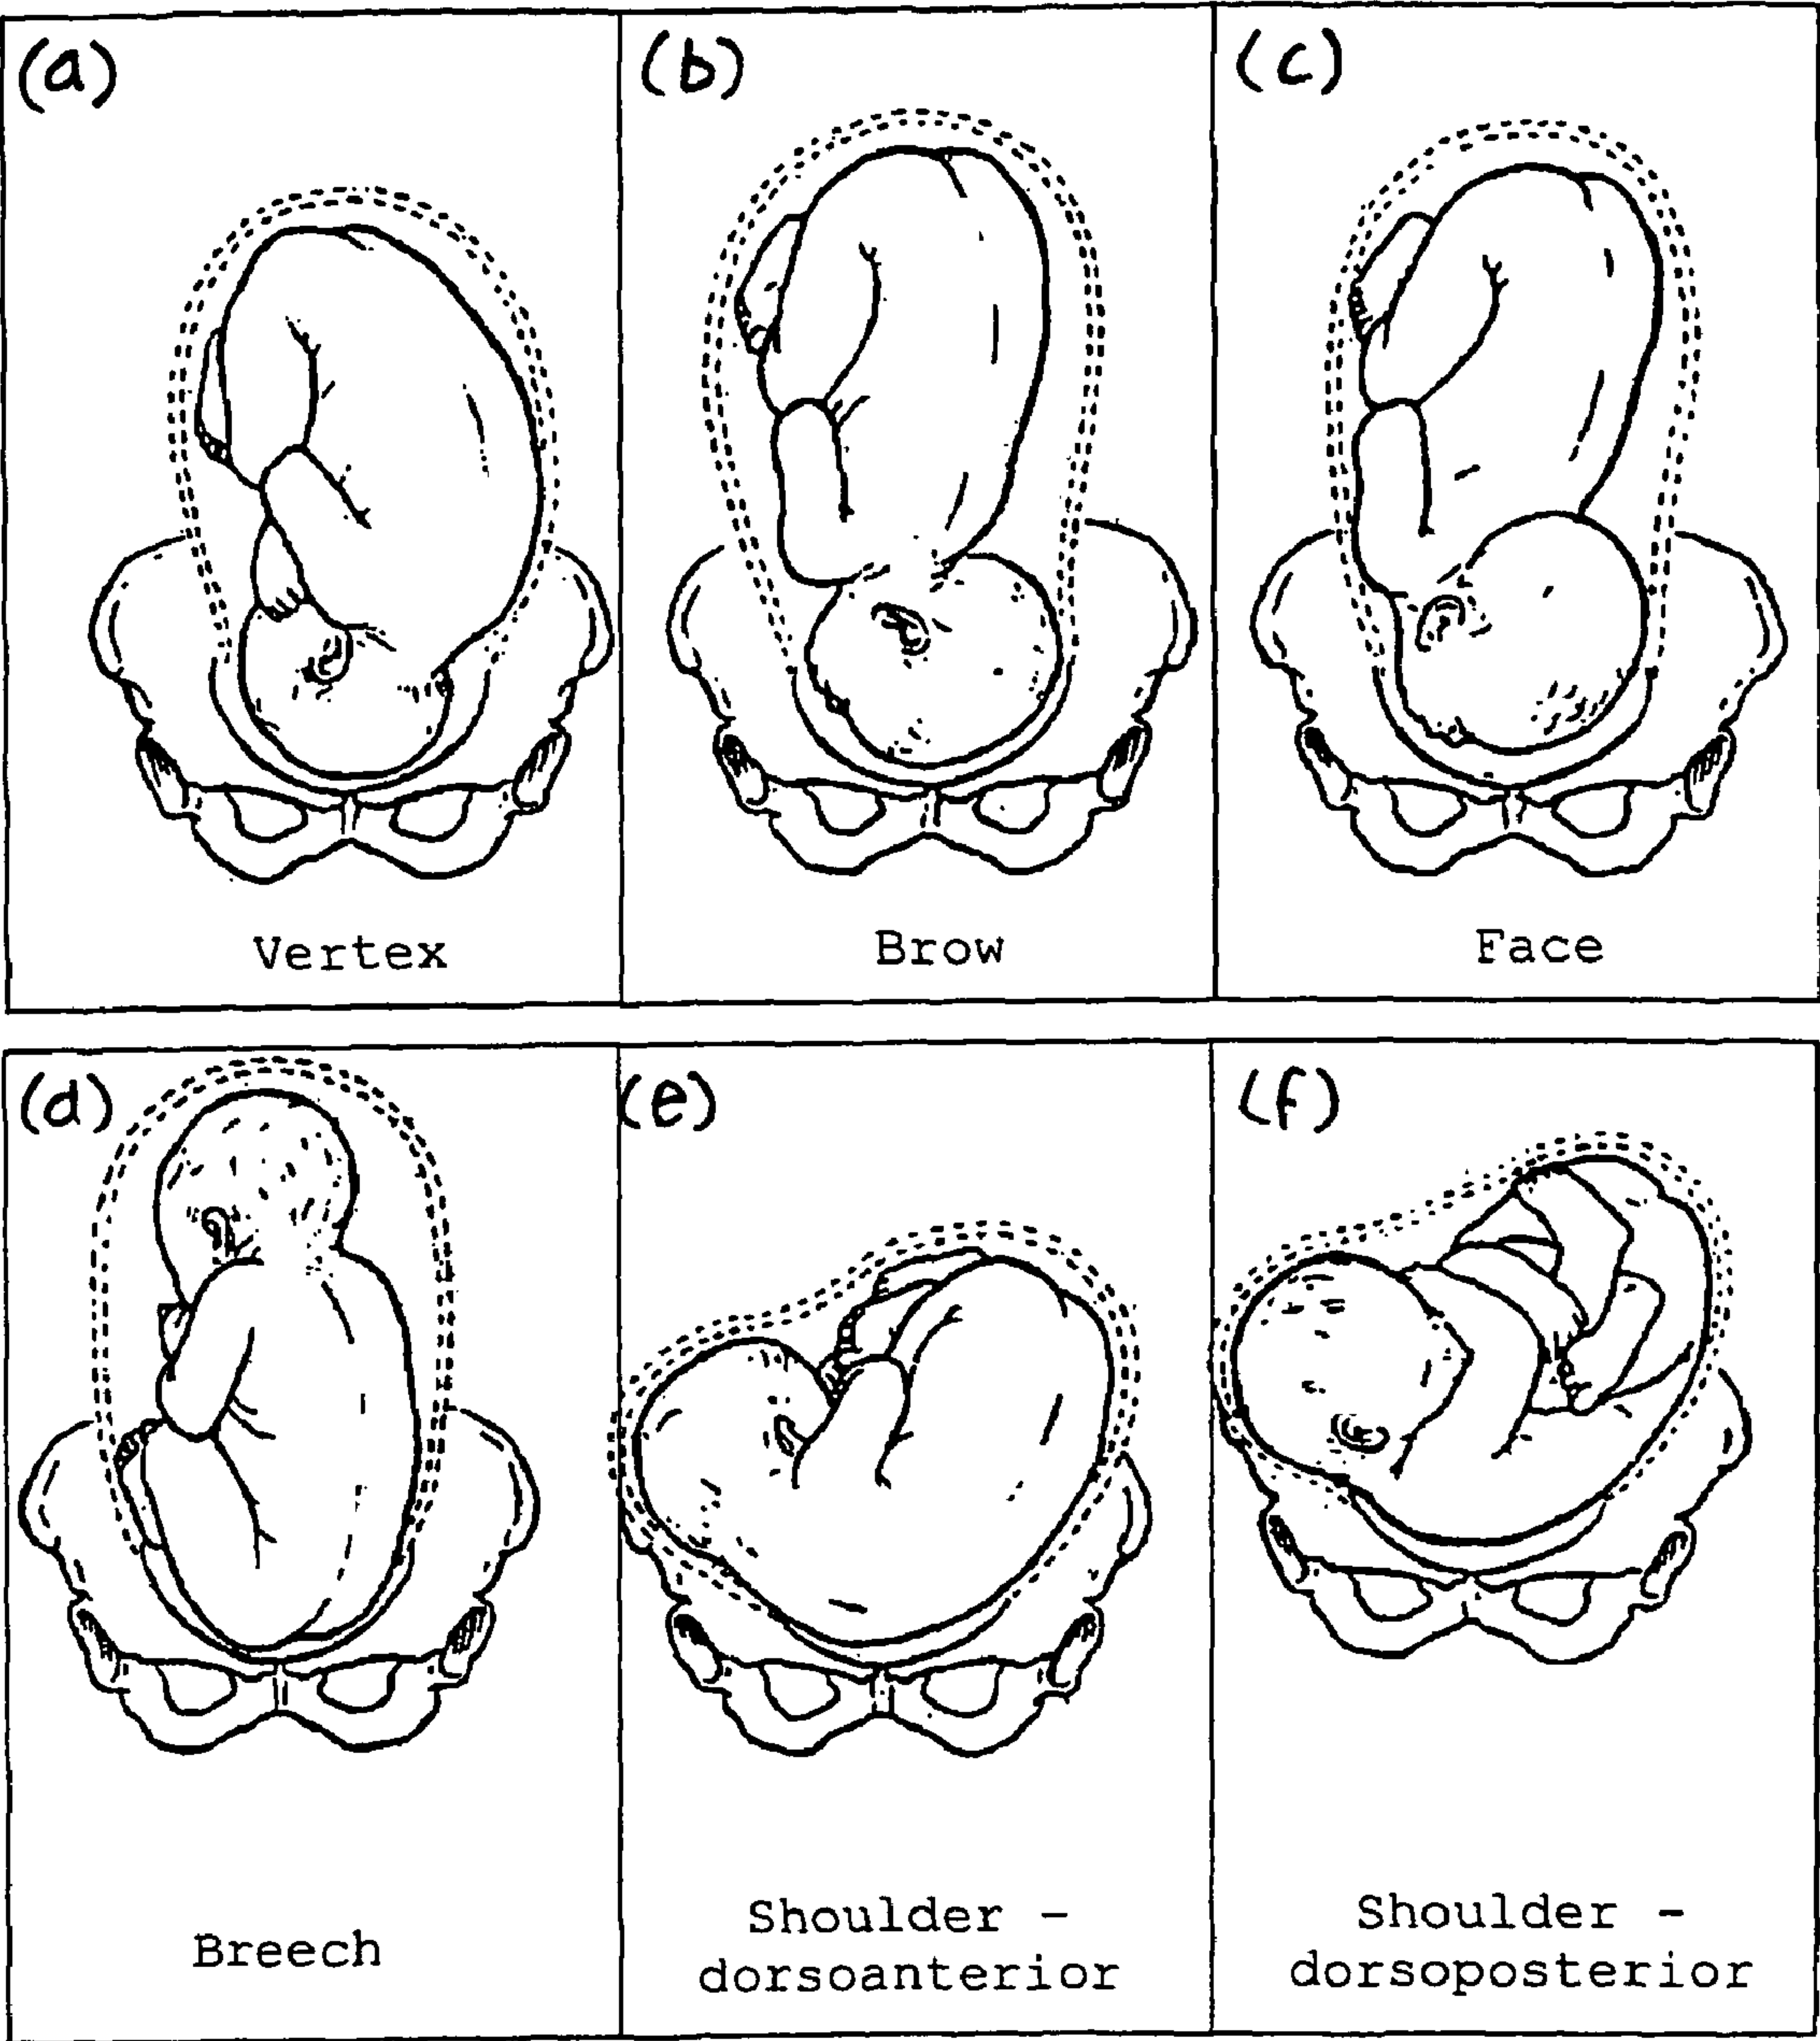 (a)
(b)
(c)
Vertex
Brow
Face
(d)
(e)
(f)
Breech
Shoulder -
dorsoanterior
Shoulder -
dorsoposterior